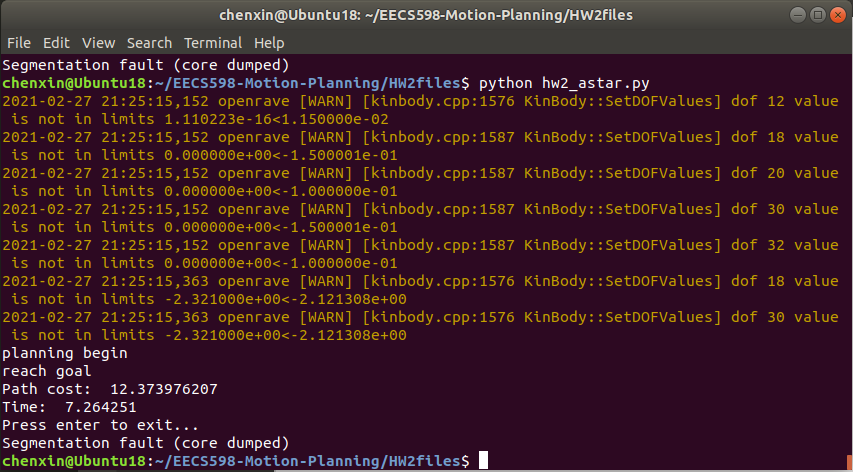 chenxin@Ubuntu18: ~/EECS598-Motion-Planning/HW2files
File Edit View Search Terminal Help
Segmentation fault (core dumped)
chenxin@Ubuntu18:~/EECS598-Motion-Planning/HW2files$ python hw2_astar.py
2021-02-27 21:25:15,152 openrave [WARN] [kinbody.cpp:1576 KinBody::SetDOFValues] dof 12 value
 is not in limits 1.110223e-16<1.150000e-02
2021-02-27 21:25:15,152 openrave [WARN] [kinbody.cpp:1587 KinBody::SetDOFValues] dof 18 value
 is not in limits 0.000000e+00<-1.500001e-01
2021-02-27 21:25:15,152 openrave [WARN] [kinbody.cpp:1587 KinBody::SetDOFValues] dof 20 value
 is not in limits 0.000000e+00<-1.000000e-01
2021-02-27 21:25:15,152 openrave [WARN] [kinbody.cpp:1587 KinBody::SetDOFValues] dof 30 value
 is not in limits 0.000000e+00<-1.500001e-01
2021-02-27 21:25:15,152 openrave [WARN] [kinbody.cpp:1587 KinBody::SetDOFValues] dof 32 value
 is not in limits 0.000000e+00<-1.000000e-01
2021-02-27 21:25:15,363 openrave [WARN] [kinbody.cpp:1576 KinBody::SetDOFValues] dof 18 value
 is not in limits -2.321000e+00<-2.121308e+00
2021-02-27 21:25:15,363 openrave [WARN] [kinbody.cpp:1576 KinBody::SetDOFValues] dof 30 value
 is not in limits -2.321000e+00<-2.121308e+00
planning begin
reach goal
Path cost:  12.373976207
Time:  7.264251
Press enter to exit...
Segmentation fault (core dumped)
chenxin@Ubuntu18:~/EECS598-Motion-Planning/HW2files$